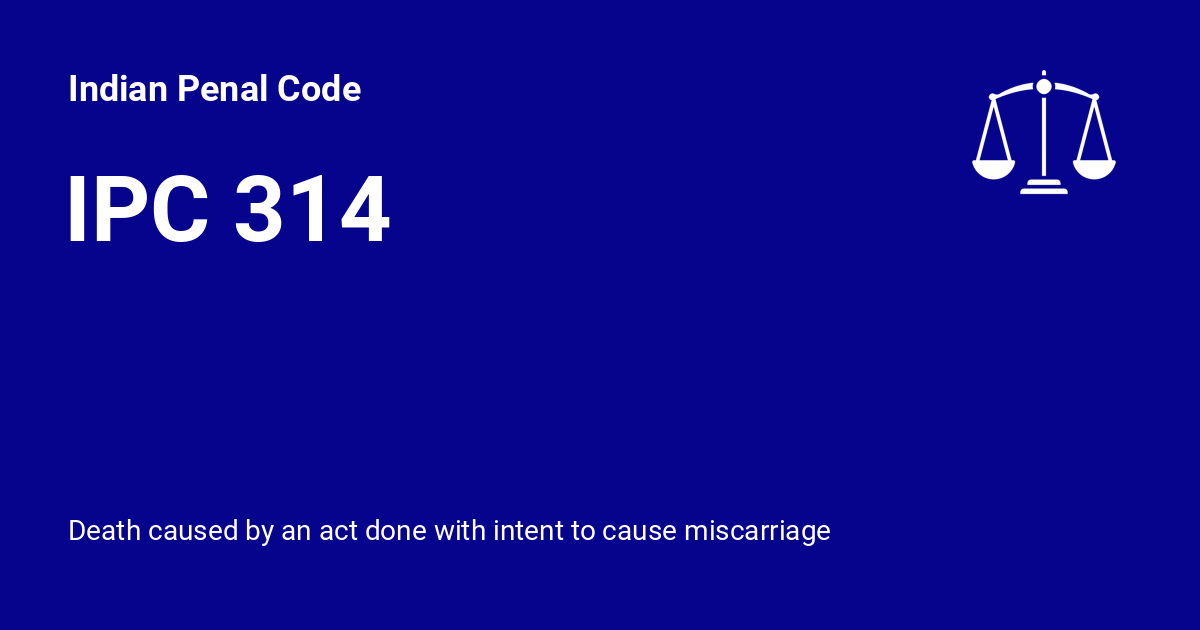 Indian Penal Code
IPC 314
Death caused by an act done with intent to cause miscarriage